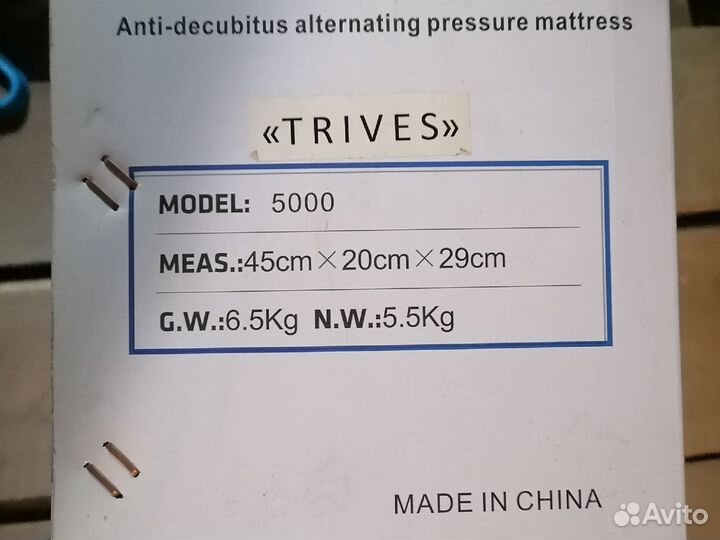 Anti-decubitus alternating pressure mattress
«TRIVES»
MODEL: 5000
MEAS.:45cm×20cm×29cm
G.W.:6.5Kg N.W.:5.5Kg
MADE IN CHINA
Avito